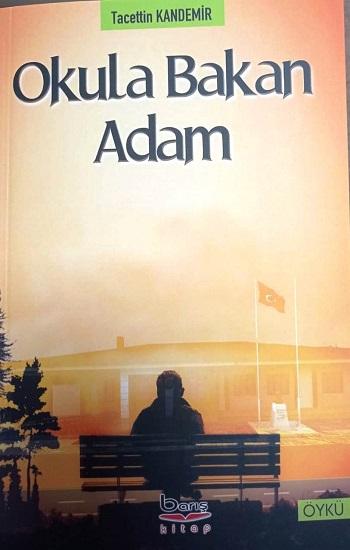 Tacettin KANDEMİR
Okula Bakan
Adam
barış
kitap
ÖYKÜ